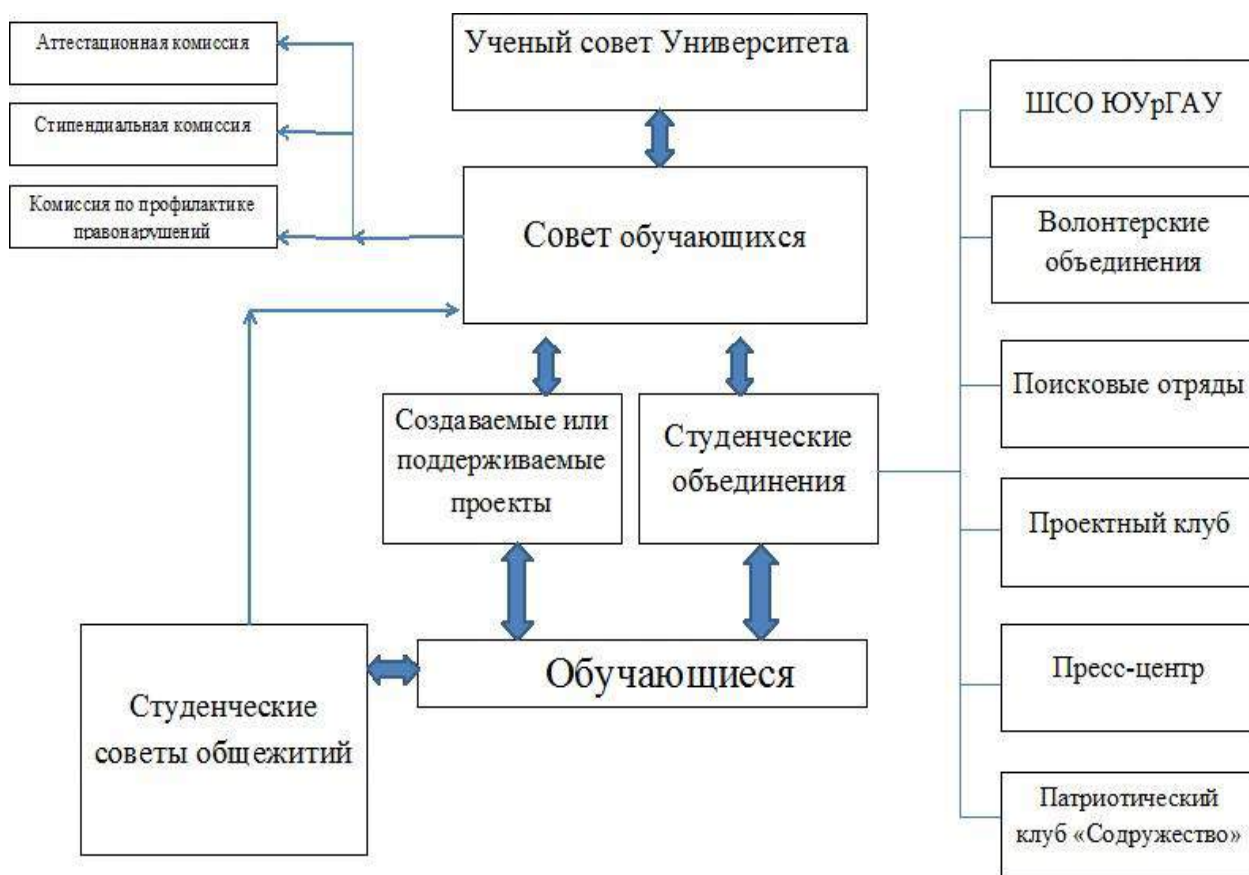 Аттестационная комиссия
Стипендиальная комиссия
Комиссия по профилактике
правонарушений
Ученый совет Университета
Совет обучающихся
Создаваемые или
поддерживаемые
проекты
Студенческие
объединения
Обучающиеся
Студенческие
советы общежитий
ШСО ЮУрГАУ
Волонтерские
объединения
Поисковые отряды
Проектный клуб
Пресс-центр
Патриотический
клуб «Содружество»